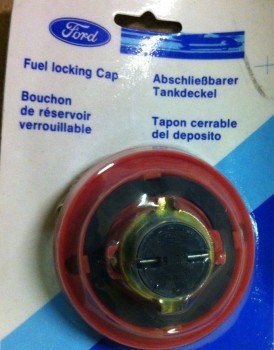 Ford
Fuel locking Cap
Bouchon
de réservoir
verrouillable
Abschließbarer
Tankdeckel
Tapon cerrable
del deposito